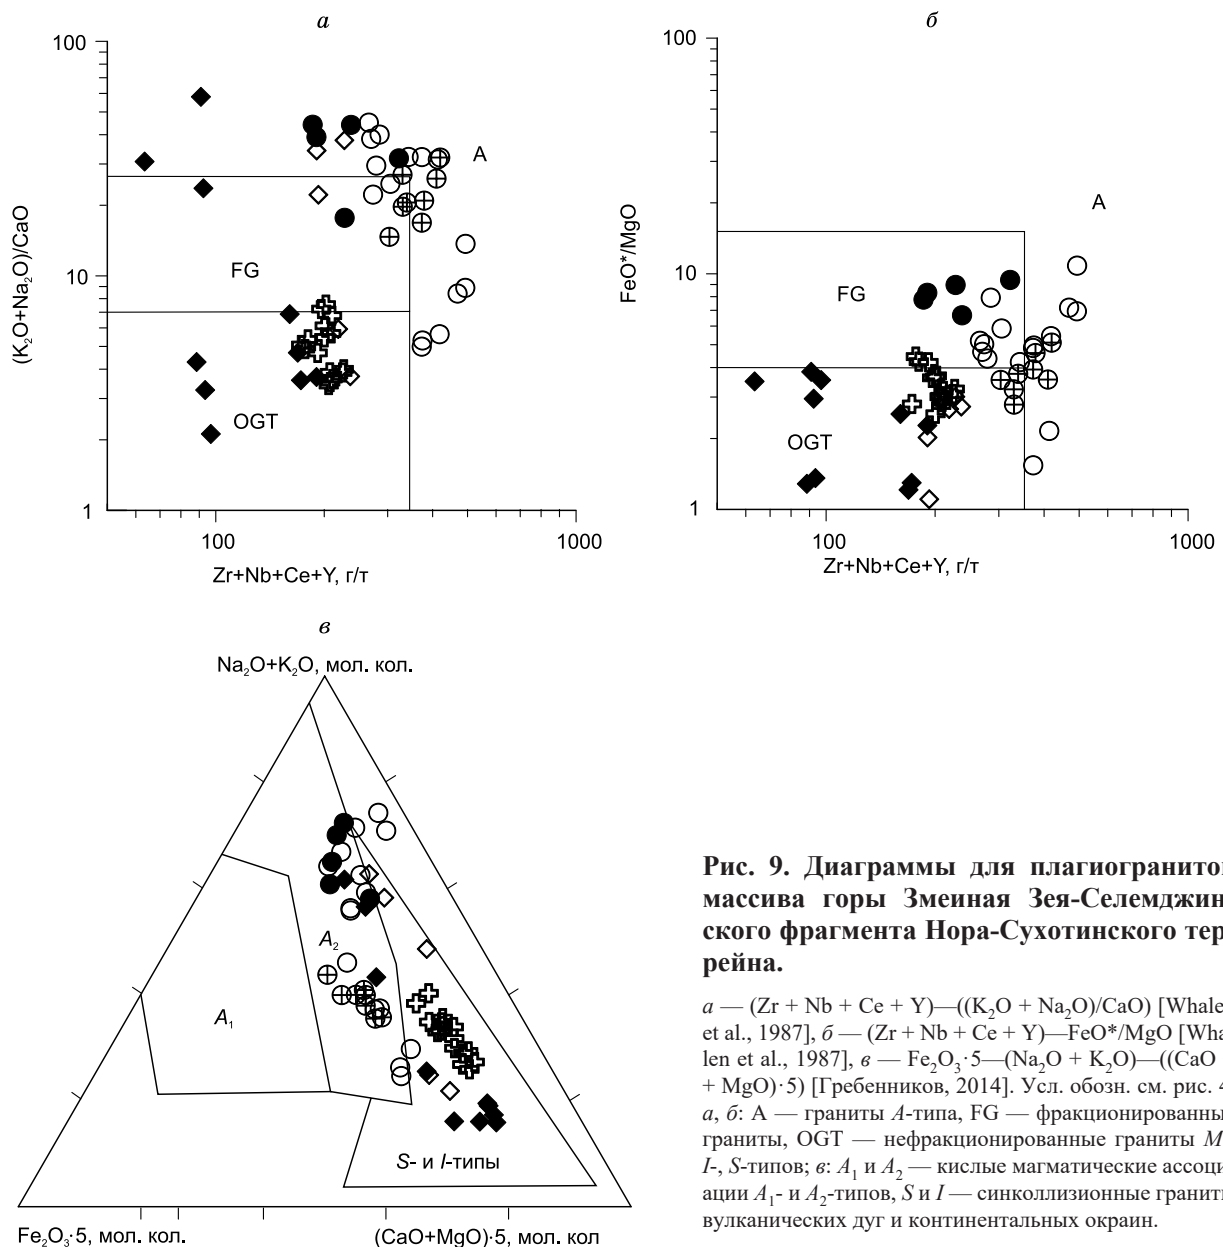 а
100
10
1
(K₂O+Na₂O)/CaO
A
FG
OGT
100
1000
Zr+Nb+Ce+Y, г/т
б
100
10
1
FeO*/MgO
A
FG
OGT
100
1000
Zr+Nb+Ce+Y, г/т
в
Na₂O+K₂O, мол. кол.
A₁
A₂
S- и I-типы
Fe₂O₃·5, мол. кол.
(CaO+MgO)·5, мол. кол
Рис. 9. Диаграммы для плагиогранитов
массива горы Змеиная Зея-Селемджин-
ского фрагмента Нора-Сухотинского тер-
рейна.
а — (Zr + Nb + Ce + Y)—((K₂O + Na₂O)/CaO) [Whalen
et al., 1987], б — (Zr + Nb + Ce + Y)—FeO*/MgO [Wha-
len et al., 1987], в — Fe₂O₃·5—(Na₂O + K₂O)—((CaO
+ MgO)·5) [Гребенников, 2014]. Усл. обозн. см. рис. 4.
а, б: A — граниты A-типа, FG — фракционированные
граниты, OGT — нефракционированные граниты M-
I-, S-типов; в: A₁ и A₂ — кислые магматические ассоци-
ации A₁- и A₂-типов, S и I — синколлизионные граниты
вулканических дуг и континентальных окраин.